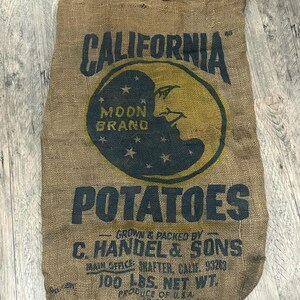 CALIFORNIA
MOON
BRAND
POTATOES
GROWN & PACKED BY
C. HANDEL & SONS
MAIN OFFICE: SHAFTER, CALIF. 93263
100 LBS. NET WT.
PRODUCE OF U.S.A.